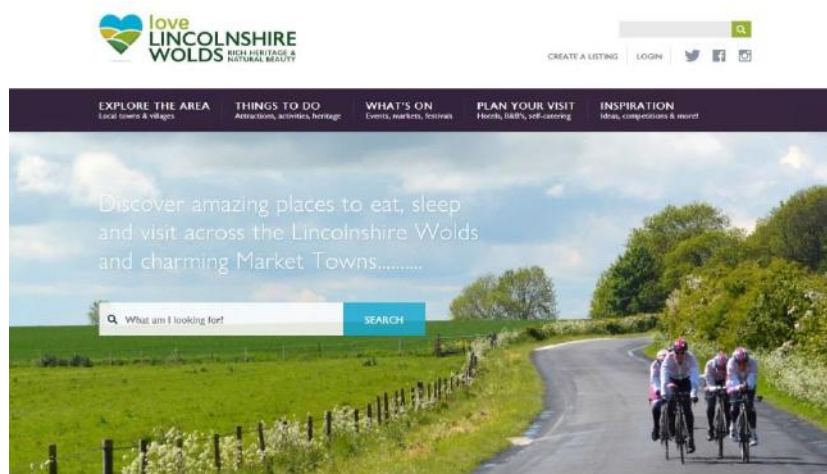 love
LINCOLNSHIRE
WOLDS RICH HERITAGE & NATURAL BEAUTY
CREATE A LISTING LOGIN
EXPLORE THE AREA
Local towns & villages
THINGS TO DO
Attractions, activities, heritage
WHAT'S ON
Events, markets, festivals
PLAN YOUR VISIT
Hotels, B&B's, self-catering
INSPIRATION
Ideas, competitions & more!
Discover amazing places to eat, sleep
and visit across the Lincolnshire Wolds
and charming Market Towns..........
What am I looking for?
SEARCH